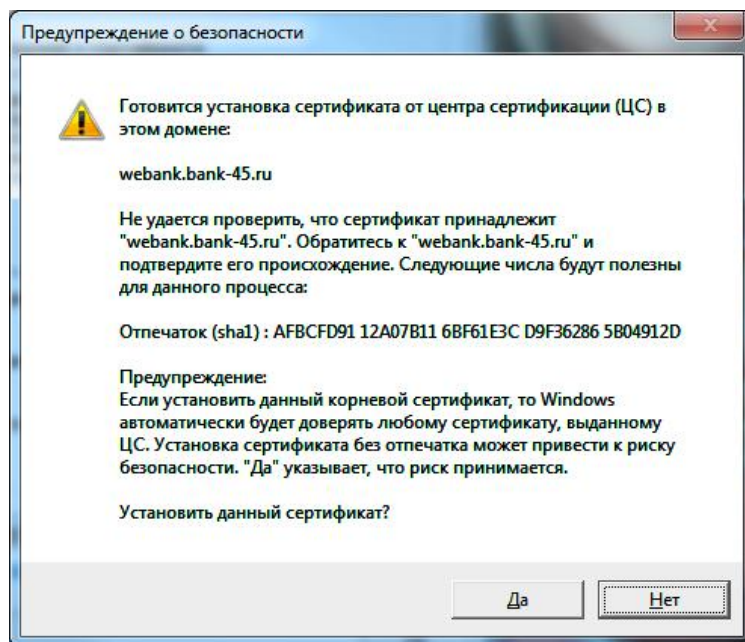 Предупреждение о безопасности
Готовится установка сертификата от центра сертификации (ЦС) в
этом домене:
webank.bank-45.ru
Не удается проверить, что сертификат принадлежит
"webank.bank-45.ru". Обратитесь к "webank.bank-45.ru" и
подтвердите его происхождение. Следующие числа будут полезны
для данного процесса:
Отпечаток (sha1) : AFBCFD91 12A07B11 6BF61E3C D9F36286 5B04912D
Предупреждение:
Если установить данный корневой сертификат, то Windows
автоматически будет доверять любому сертификату, выданному
ЦС. Установка сертификата без отпечатка может привести к риску
безопасности. "Да" указывает, что риск принимается.
Установить данный сертификат?
Да
Нет